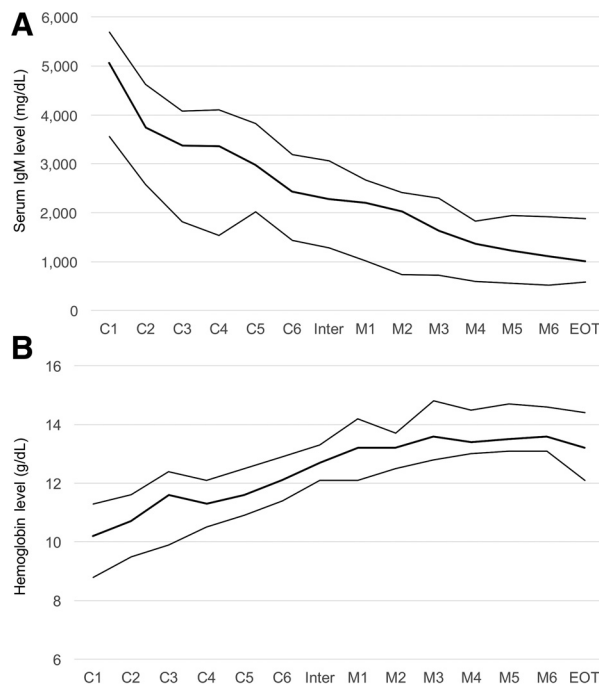 A
Serum IgM level (mg/dL)
6,000
5,000
4,000
3,000
2,000
1,000
0
C1 C2 C3 C4 C5 C6 Inter M1 M2 M3 M4 M5 M6 EOT
B
Hemoglobin level (g/dL)
16
14
12
10
8
6
C1 C2 C3 C4 C5 C6 Inter M1 M2 M3 M4 M5 M6 EOT